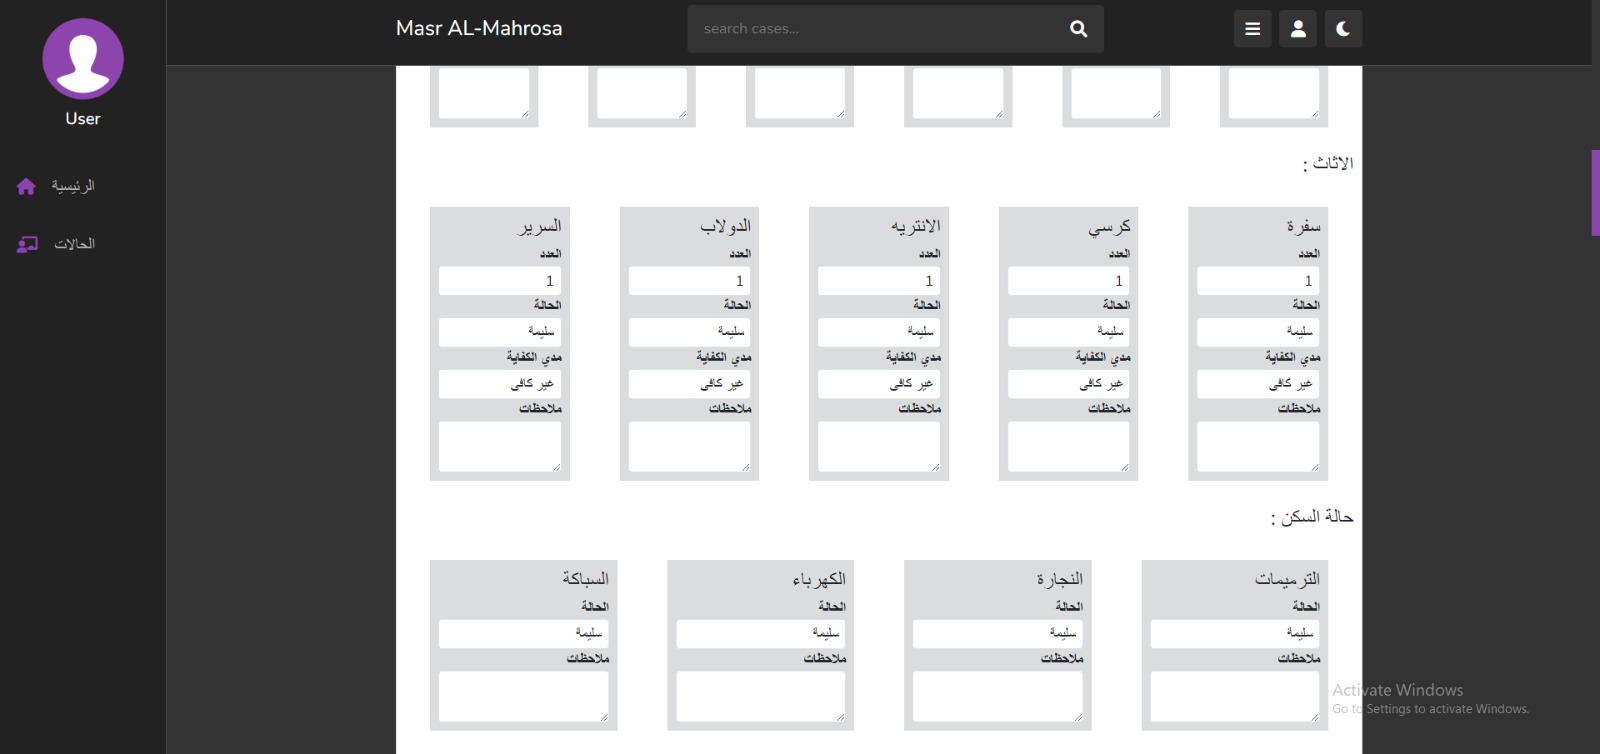 Masr AL-Mahrosa
search cases...
User
الرئيسية
الحالات
الاثاث :
سفرة
العدد
1
الحالة
سليمة
مدي الكفاية
غير كافى
ملاحظات
كرسي
العدد
1
الحالة
سليمة
مدي الكفاية
غير كافى
ملاحظات
الانتريه
العدد
1
الحالة
سليمة
مدي الكفاية
غير كافى
ملاحظات
الدولاب
العدد
1
الحالة
سليمة
مدي الكفاية
غير كافى
ملاحظات
السرير
العدد
1
الحالة
سليمة
مدي الكفاية
غير كافى
ملاحظات
حالة السكن :
الترميمات
الحالة
سليمة
ملاحظات
النجارة
الحالة
سليمة
ملاحظات
الكهرباء
الحالة
سليمة
ملاحظات
السباكة
الحالة
سليمة
ملاحظات
Activate Windows
Go to Settings to activate Windows.